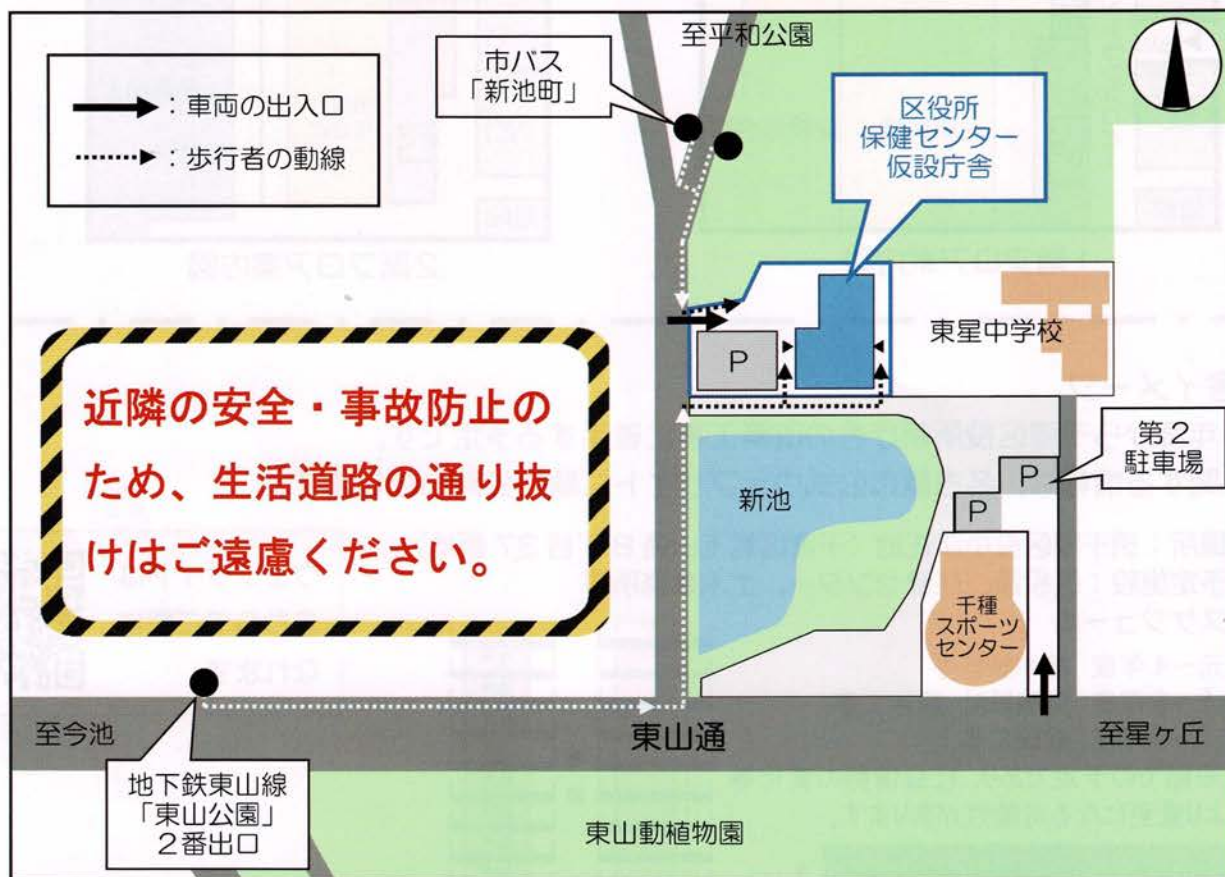 至平和公園
市バス
「新池町」
：車両の出入口
：歩行者の動線
区役所
保健センター
仮設庁舎
東星中学校
P
近隣の安全・事故防止の
ため、生活道路の通り抜
けはご遠慮ください。
第２
駐車場
P
P
新池
千種
スポーツ
センター
至今池
東山通
至星ヶ丘
地下鉄東山線
「東山公園」
２番出口
東山動植物園